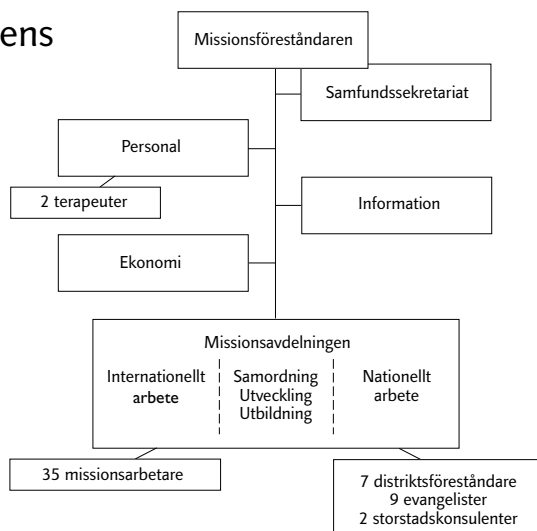 ens
Missionsföreståndaren
Samfundssekretariat
Personal
2 terapeuter
Information
Ekonomi
Missionsavdelningen
Internationellt
arbete
Samordning
Utveckling
Utbildning
Nationellt
arbete
35 missionsarbetare
7 distriktsföreståndare
9 evangelister
2 storstadskonsulenter